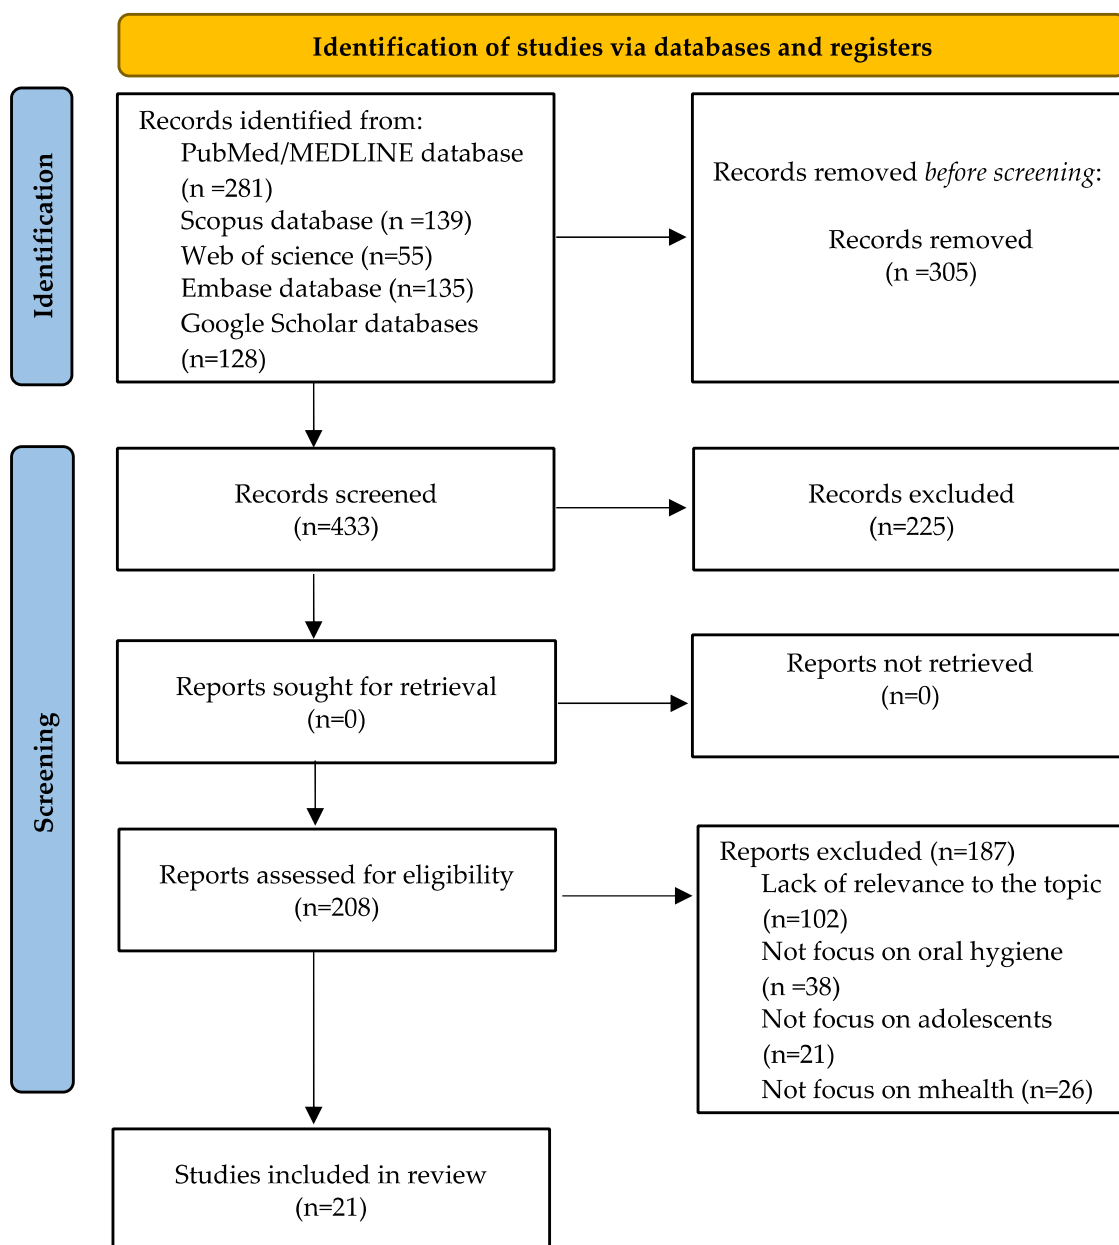 Identification of studies via databases and registers
Identification
Records identified from:
PubMed/MEDLINE database
(n =281)
Scopus database (n =139)
Web of science (n=55)
Embase database (n=135)
Google Scholar databases
(n=128)
Records removed before screening:
Records removed
(n =305)
Screening
Records screened
(n=433)
Records excluded
(n=225)
Reports sought for retrieval
(n=0)
Reports not retrieved
(n=0)
Reports assessed for eligibility
(n=208)
Reports excluded (n=187)
Lack of relevance to the topic
(n=102)
Not focus on oral hygiene
(n =38)
Not focus on adolescents
(n=21)
Not focus on mhealth (n=26)
Studies included in review
(n=21)